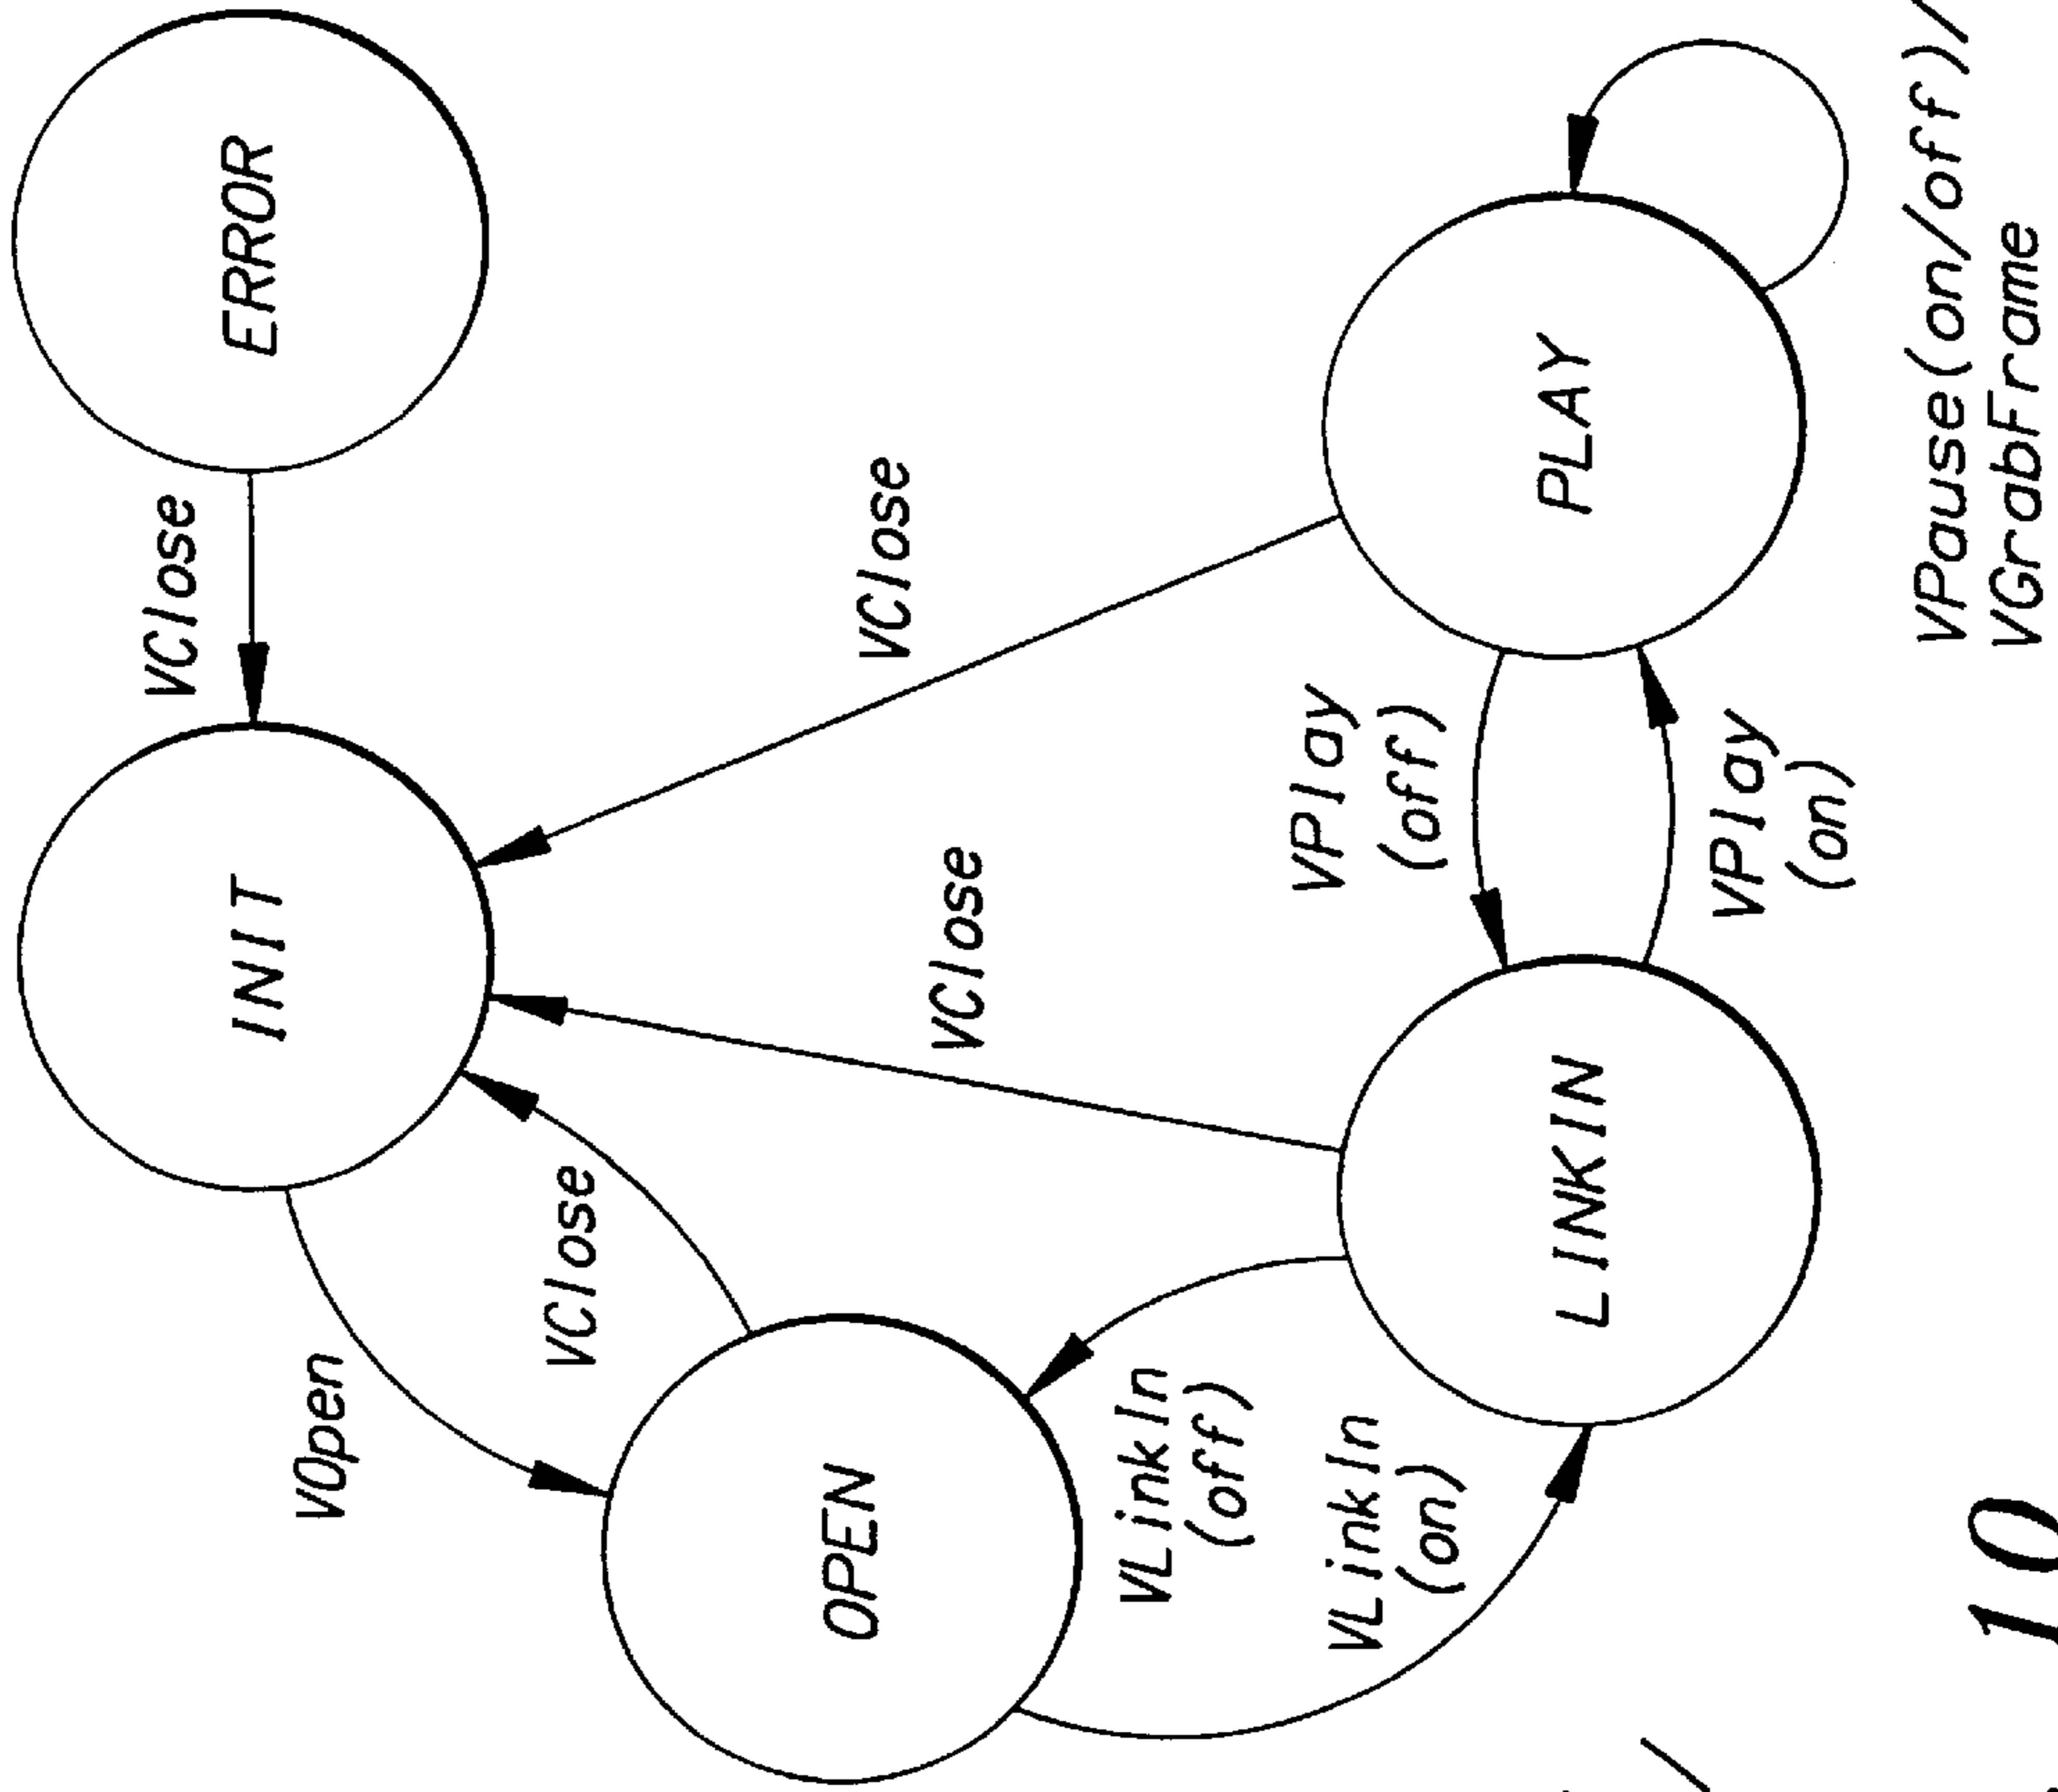 ERROR
VClose
INIT
VClose
VClose
VOpen
VClose
PLAY
VPlay
(off)
VPlay
(on)
OPEN
VLinkIn
(off)
VLinkIn
(on)
LINKIN
VPause(on/off)/
VGrabFrame
10